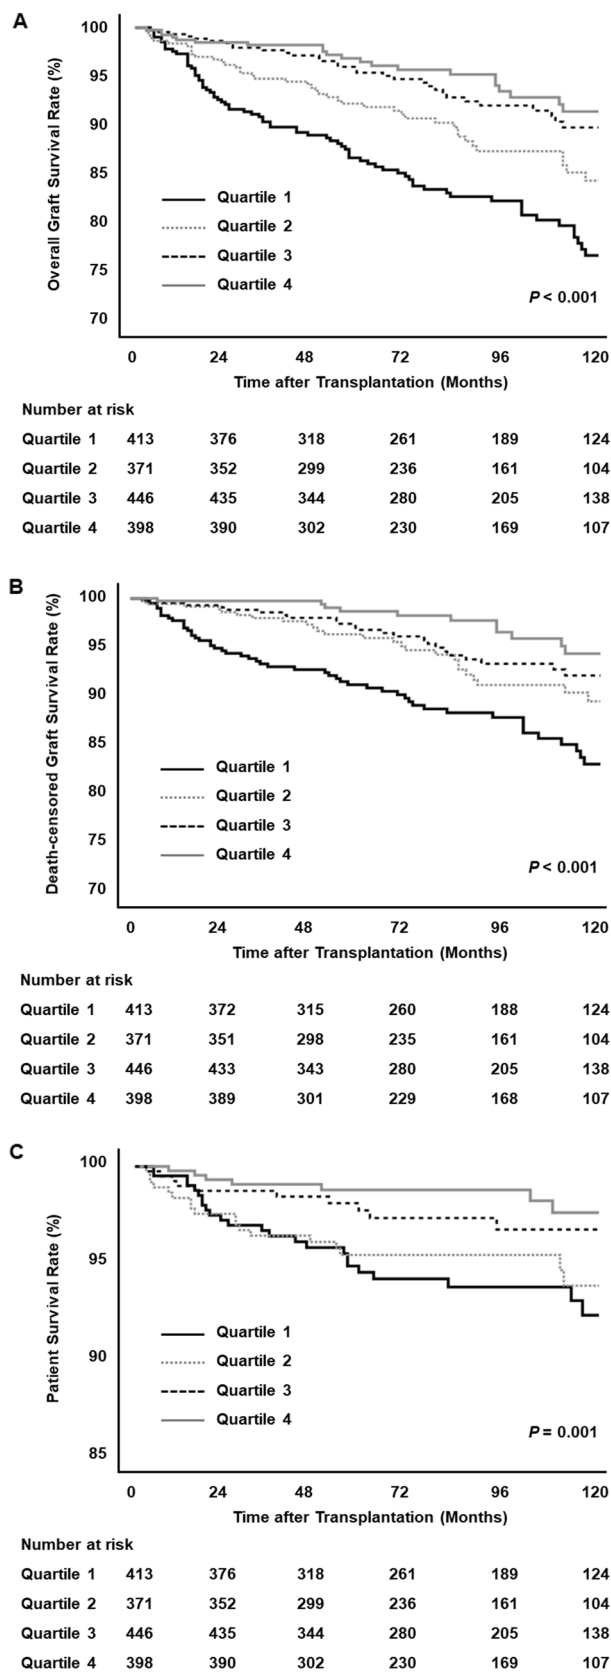 A
Overall Graft Survival Rate (%)
100
95
90
85
80
75
70
Quartile 1
Quartile 2
Quartile 3
Quartile 4
P < 0.001
0 24 48 72 96 120
Time after Transplantation (Months)
Number at risk
Quartile 1 413 376 318 261 189 124
Quartile 2 371 352 299 236 161 104
Quartile 3 446 435 344 280 205 138
Quartile 4 398 390 302 230 169 107
B
Death-censored Graft Survival Rate (%)
100
95
90
85
80
75
70
Quartile 1
Quartile 2
Quartile 3
Quartile 4
P < 0.001
0 24 48 72 96 120
Time after Transplantation (Months)
Number at risk
Quartile 1 413 372 315 260 188 124
Quartile 2 371 351 298 235 161 104
Quartile 3 446 433 343 280 205 138
Quartile 4 398 389 301 229 168 107
C
Patient Survival Rate (%)
100
95
90
85
Quartile 1
Quartile 2
Quartile 3
Quartile 4
P = 0.001
0 24 48 72 96 120
Time after Transplantation (Months)
Number at risk
Quartile 1 413 376 318 261 189 124
Quartile 2 371 352 299 236 161 104
Quartile 3 446 435 344 280 205 138
Quartile 4 398 390 302 230 169 107